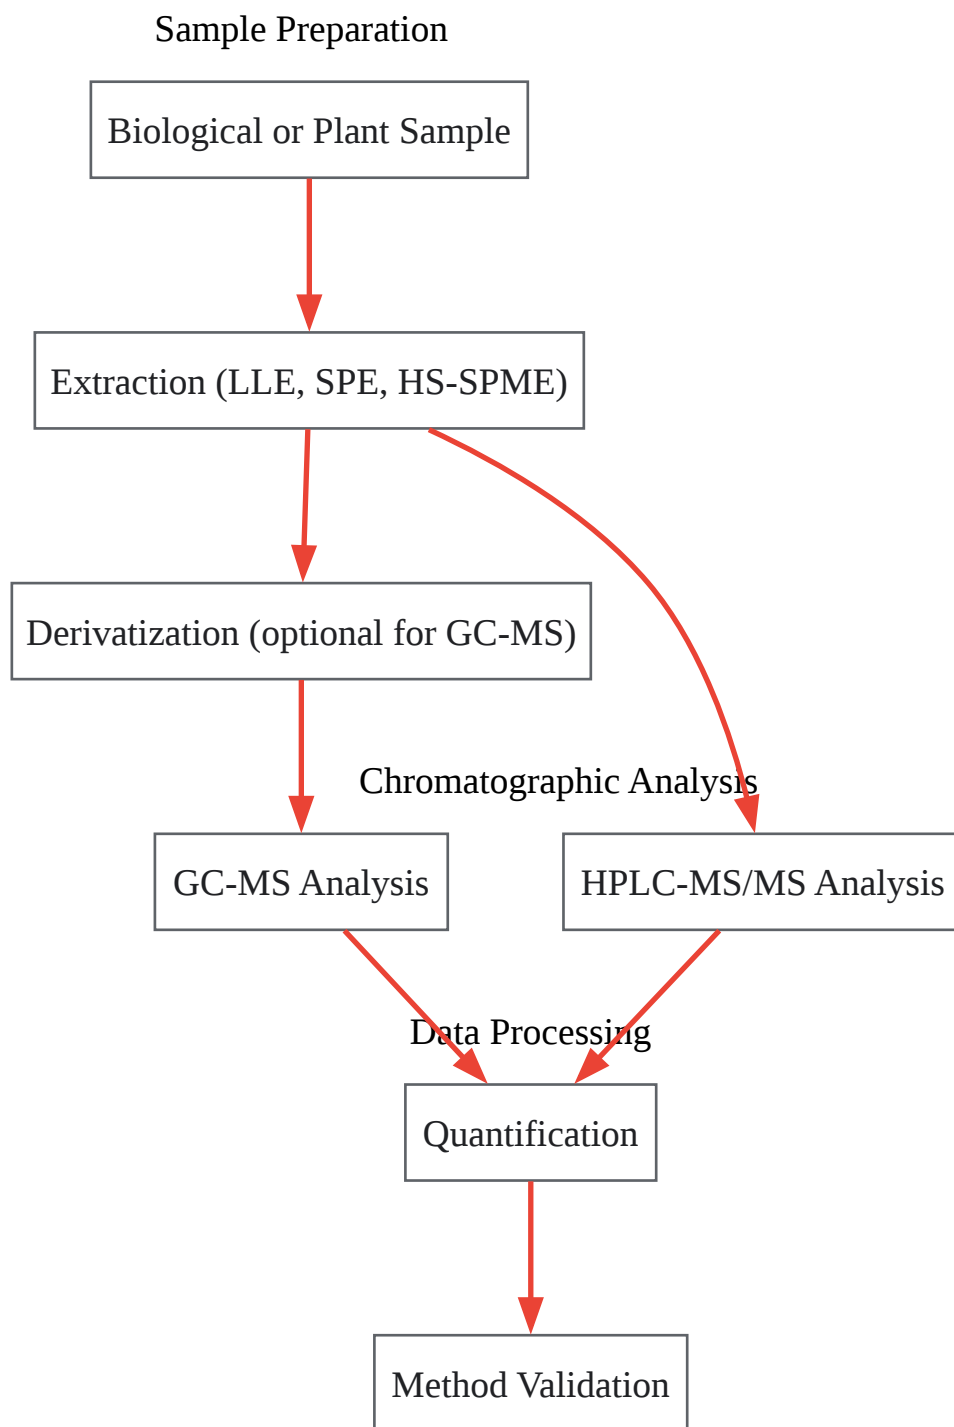 Sample Preparation
Biological or Plant Sample
Extraction (LLE, SPE, HS-SPME)
Derivatization (optional for GC-MS)
Chromatographic Analysis
GC-MS Analysis
HPLC-MS/MS Analysis
Data Processing
Quantification
Method Validation